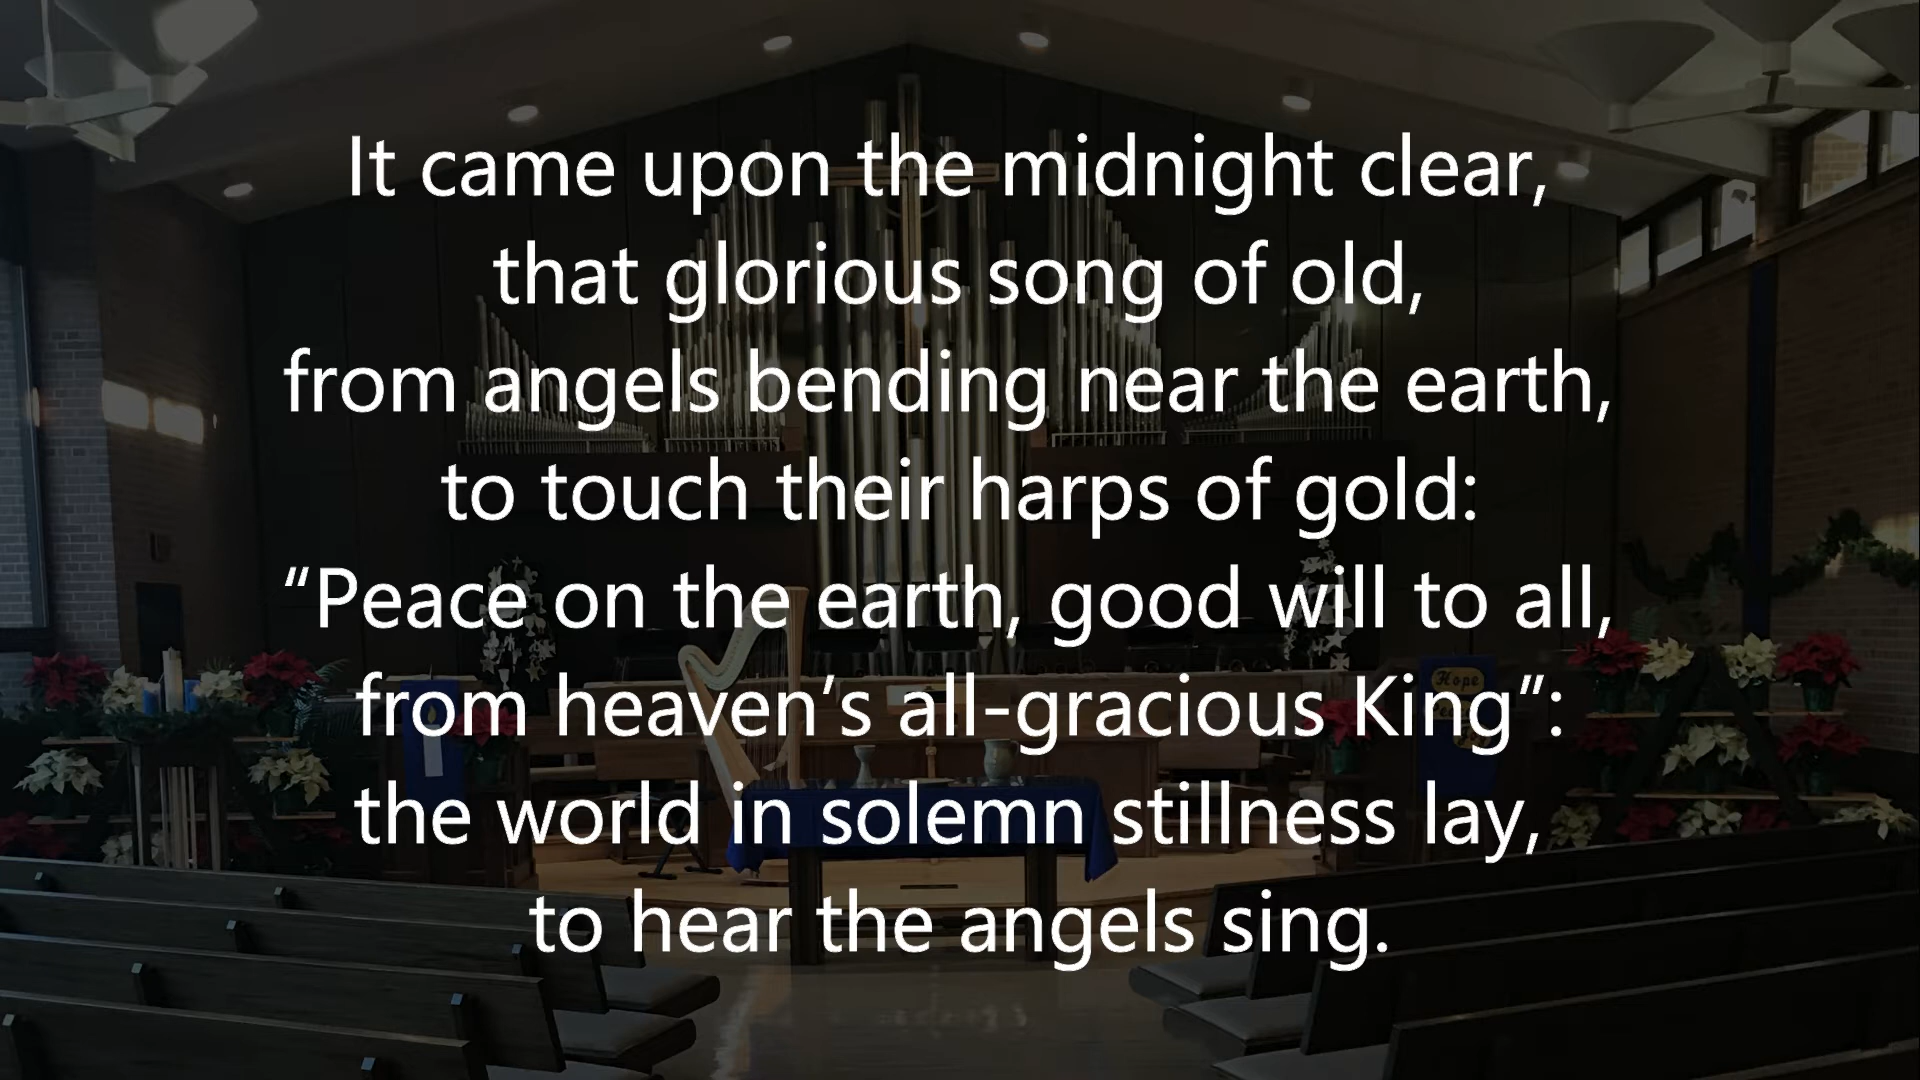 It came upon the midnight clear,
that glorious song of old,
from angels bending near the earth,
to touch their harps of gold:
“Peace on the earth, good will to all,
from heaven’s all-gracious King”:
the world in solemn stillness lay,
to hear the angels sing.
Hope